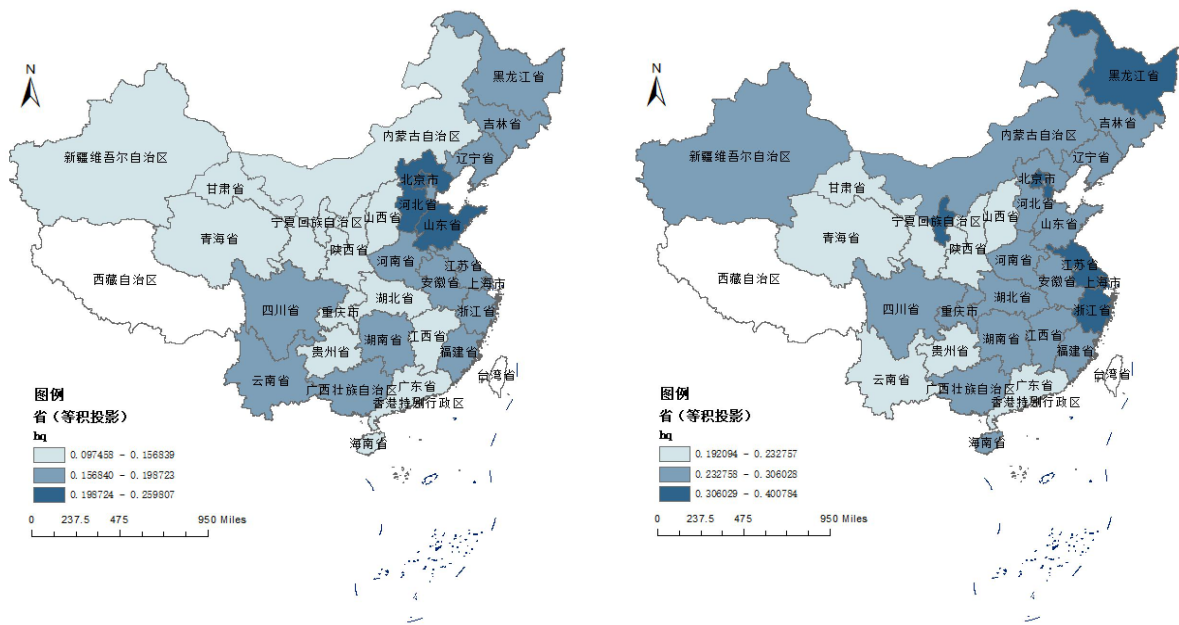 N
黑龙江省
吉林省
内蒙古自治区
辽宁省
新疆维吾尔自治区
北京市
甘肃省
河北省
宁夏回族自治区
山西省
山东省
青海省
陕西省
河南省
江苏省
西藏自治区
安徽省
上海市
四川省
重庆市
湖北省
浙江省
湖南省
江西省
贵州省
福建省
云南省
广西壮族自治区
广东省
台湾省
香港特别行政区
海南省
图例
省（等积投影）
hq
0.097458 - 0.156839
0.156840 - 0.198723
0.198724 - 0.259807
0 237.5 475 950 Miles
N
黑龙江省
吉林省
内蒙古自治区
辽宁省
新疆维吾尔自治区
北京市
甘肃省
河北省
宁夏回族自治区
山西省
山东省
青海省
陕西省
河南省
江苏省
西藏自治区
安徽省
上海市
四川省
重庆市
湖北省
浙江省
湖南省
江西省
贵州省
福建省
云南省
广西壮族自治区
广东省
台湾省
香港特别行政区
海南省
图例
省（等积投影）
hq
0.192094 - 0.232757
0.232758 - 0.306028
0.306029 - 0.400784
0 237.5 475 950 Miles